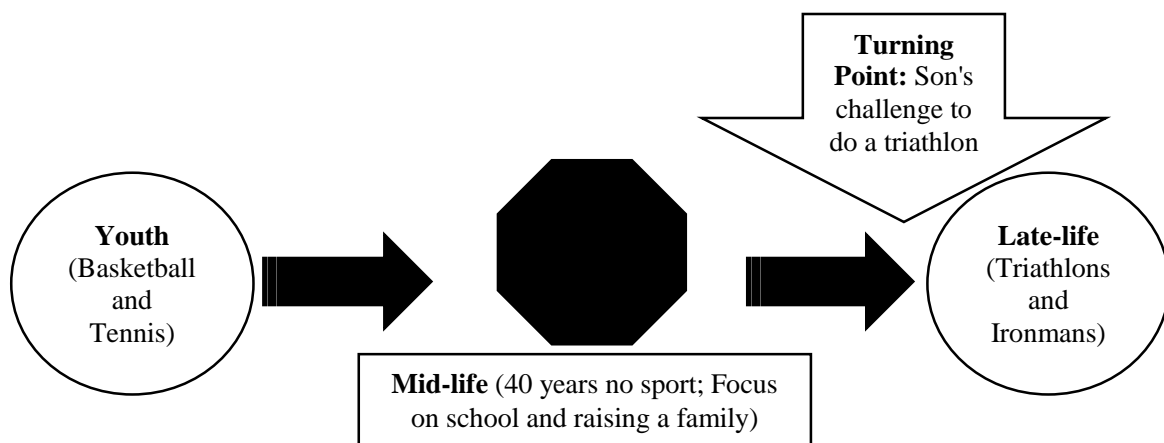 Turning
Point: Son's
challenge to
do a triathlon
Youth
(Basketball
and
Tennis)
Late-life
(Triathlons
and
Ironmans)
Mid-life (40 years no sport; Focus
on school and raising a family)